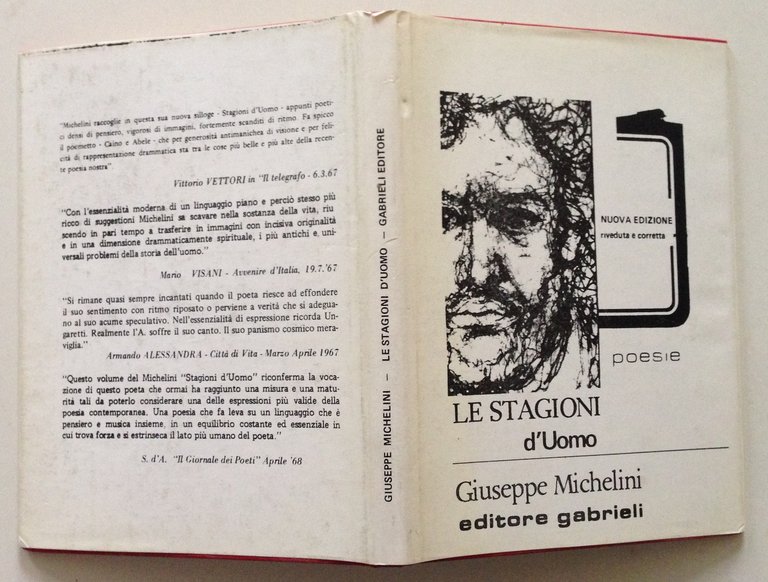 "Michelini raccoglie in questa sua nuova silloge - Stagioni d'Uomo - appunti poeti-
ci densi di pensiero, vigorosi di immagini, fortemente scanditi di ritmo. Fa spicco
il poemetto - Caino e Abele - che per generosità antimanichea di visione e per feli-
cità di rappresentazione drammatica sta tra le cose più belle e più alte della recen-
te poesia nostra"
Vittorio VETTORI in "Il telegrafo - 6.3.67
"Con l'essenzialità moderna di un linguaggio piano e perciò stesso più
ricco di suggestioni Michelini sa scavare nella sostanza della vita, riu
scendo in pari tempo a trasferire in immagini con incisiva originalità
e in una dimensione drammaticamente spirituale, i più antichi e uni-
versali problemi della storia dell'uomo."
Mario VISANI - Avvenire d'Italia, 19.7.'67
"Si rimane quasi sempre incantati quando il poeta riesce ad effondere
il suo sentimento con ritmo riposato o perviene a verità che si adegua-
no al suo acume speculativo. Nell'essenzialità di espressione ricorda Un-
garetti. Realmente l'A. soffre il suo canto. Il suo panismo cosmico mera-
viglia."
Armando ALESSANDRA - Città di Vita - Marzo Aprile 1967
"Questo volume del Michelini "Stagioni d'Uomo" riconferma la voca-
zione di questo poeta che ormai ha raggiunto una misura e una matu-
rità tali da poterlo considerare una delle espressioni più valide della
poesia contemporanea. Una poesia che fa leva su un linguaggio che è
pensiero e musica insieme, in un equilibrio costante ed essenziale in
cui trova forza e si estrinseca il lato più umano del poeta."
S. d'A. "Il Giornale dei Poeti" Aprile '68
GIUSEPPE MICHELINI — LE STAGIONI D'UOMO — GABRIELI EDITORE
NUOVA EDIZIONE
riveduta e corretta
poesie
LE STAGIONI
d'Uomo
Giuseppe Michelini
editore gabrieli